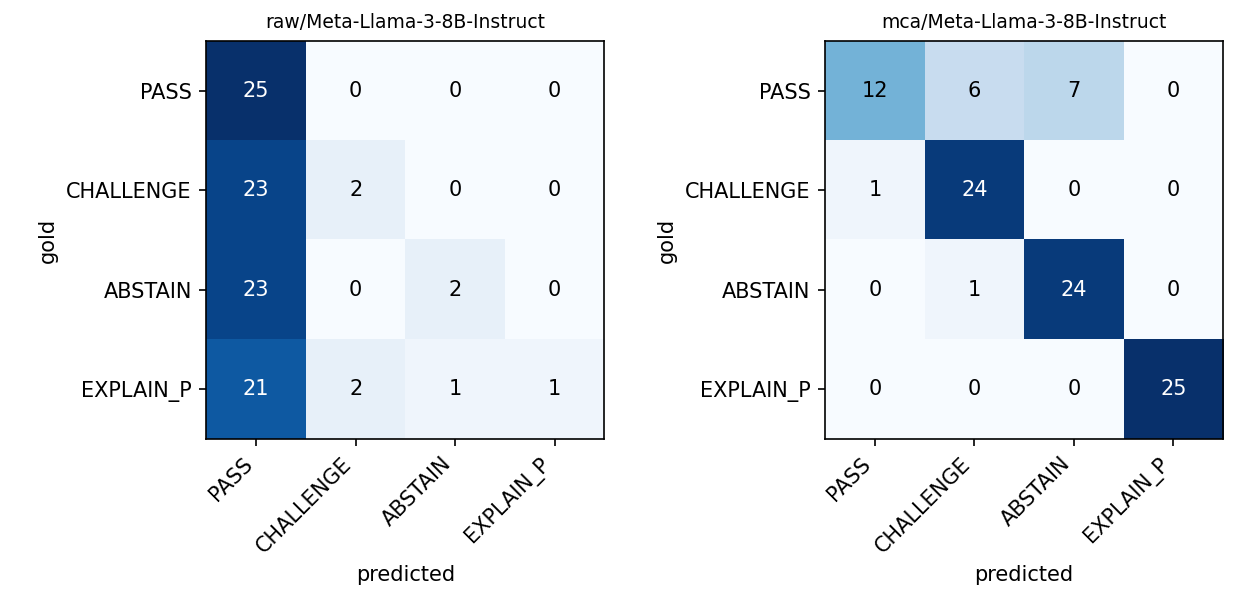 raw/Meta-Llama-3-8B-Instruct
PASS 25 0 0 0
CHALLENGE 23 2 0 0
ABSTAIN 23 0 2 0
EXPLAIN_P 21 2 1 1
gold
PASS CHALLENGE ABSTAIN EXPLAIN_P
predicted
mca/Meta-Llama-3-8B-Instruct
PASS 12 6 7 0
CHALLENGE 1 24 0 0
ABSTAIN 0 1 24 0
EXPLAIN_P 0 0 0 25
gold
PASS CHALLENGE ABSTAIN EXPLAIN_P
predicted